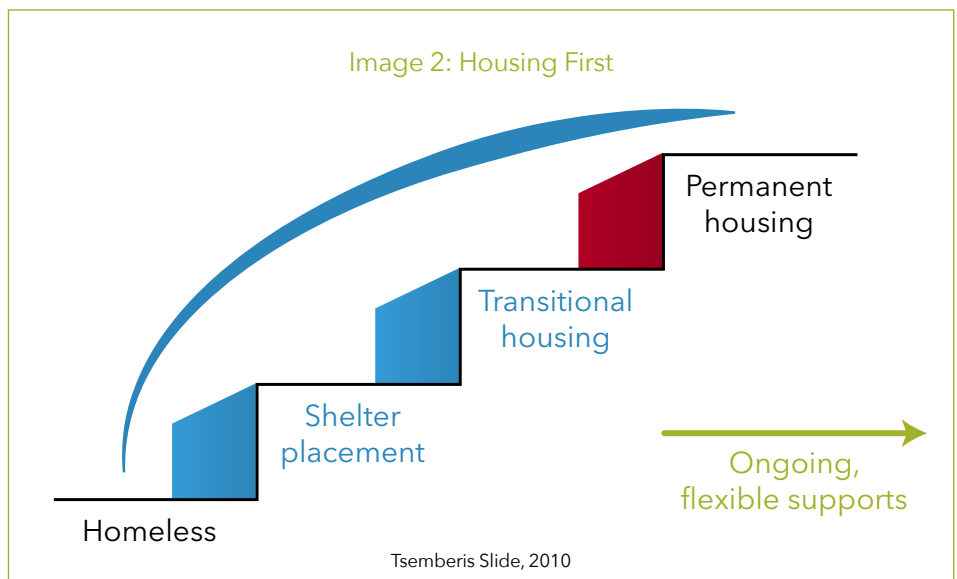 Image 2: Housing First
Permanent
housing
Transitional
housing
Shelter
placement
Ongoing,
flexible supports
Homeless
Tsemberis Slide, 2010